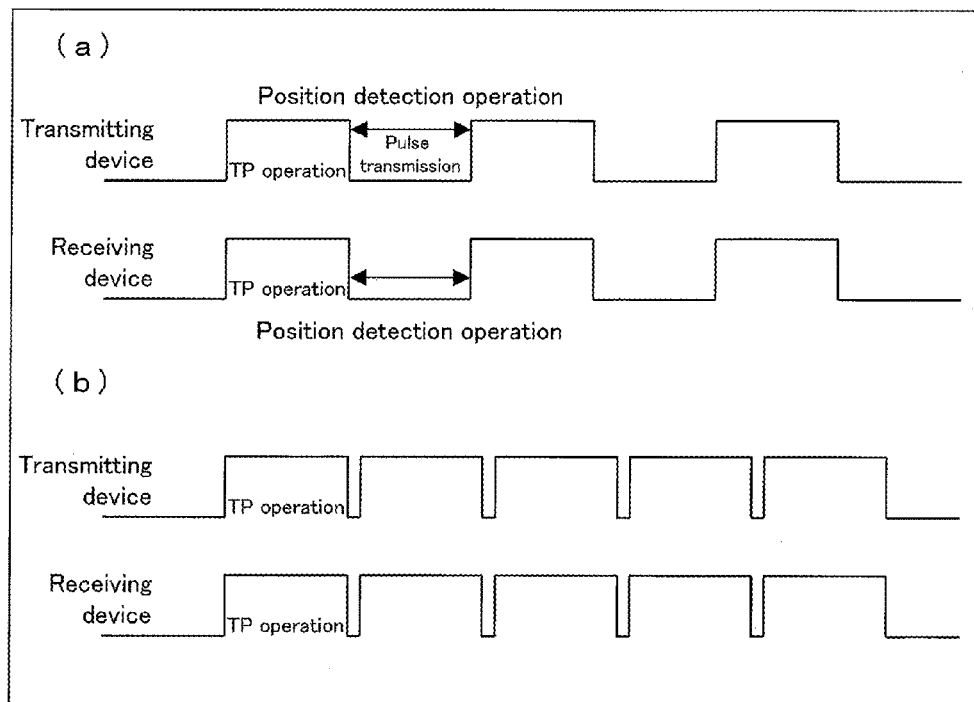 (a)
Position detection operation
Transmitting
device
Pulse
transmission
TP operation
Receiving
device
TP operation
Position detection operation
(b)
Transmitting
device
TP operation
Receiving
device
TP operation